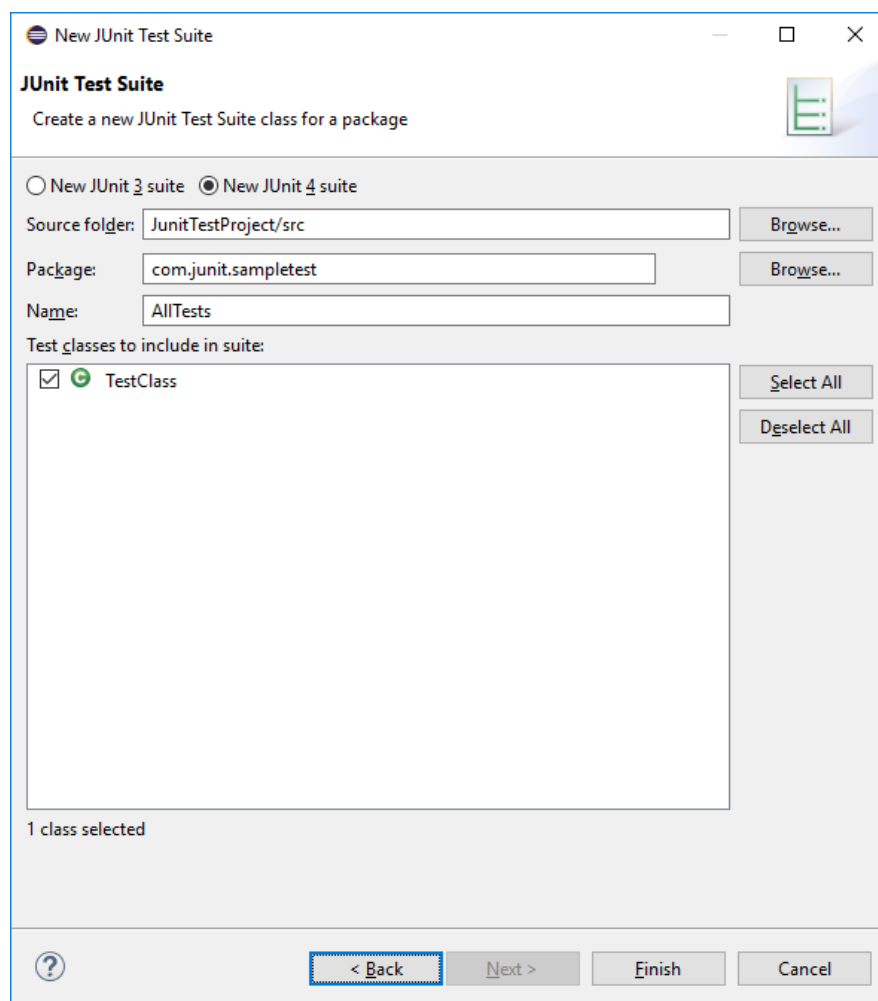 New JUnit Test Suite
JUnit Test Suite
Create a new JUnit Test Suite class for a package
New JUnit 3 suite New JUnit 4 suite
Source folder: JunitTestProject/src Browse...
Package: com.junit.sampletest Browse...
Name: AllTests
Test classes to include in suite:
C TestClass Select All
Deselect All
1 class selected
? < Back Next > Finish Cancel